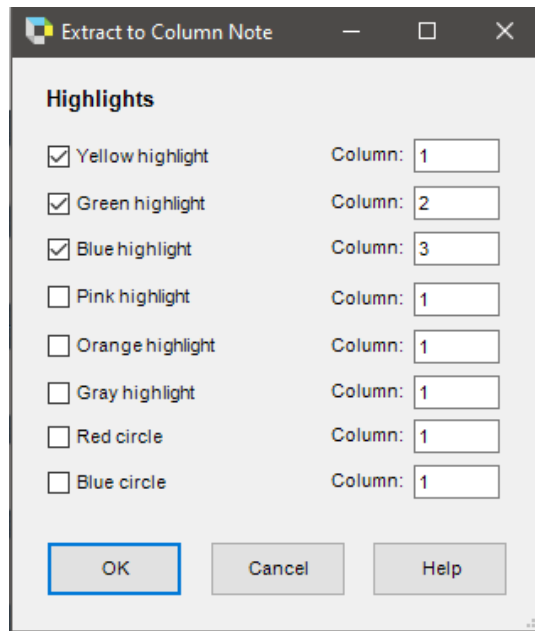 Extract to Column Note
Highlights
Yellow highlight Column: 1
Green highlight Column: 2
Blue highlight Column: 3
Pink highlight Column: 1
Orange highlight Column: 1
Gray highlight Column: 1
Red circle Column: 1
Blue circle Column: 1
OK Cancel Help